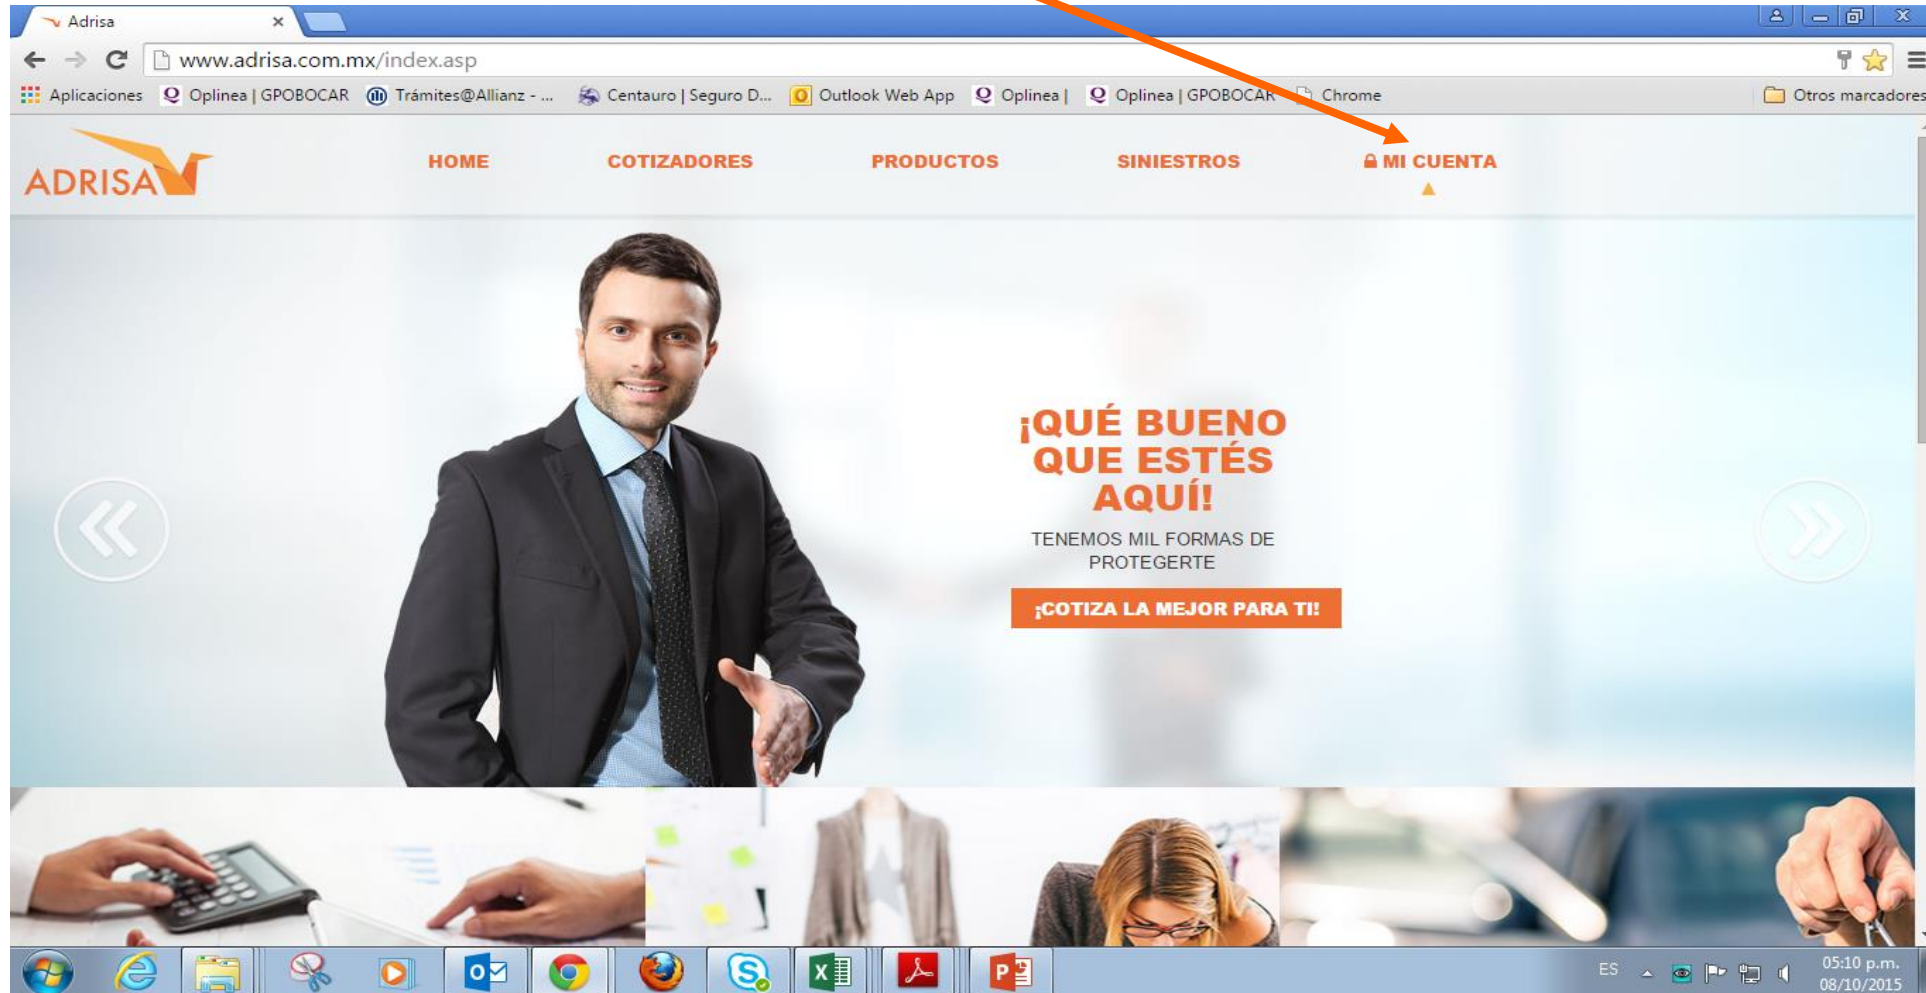 Adrisa
www.adrisa.com.mx/index.asp
Aplicaciones Oplinea | GPOBOCAR Trámites@Allianz - ... Centauro | Seguro D... Outlook Web App Oplinea | Oplinea | GPOBOCAR Chrome Otros marcadores
ADRISA
HOME COTIZADORES PRODUCTOS SINIESTROS MI CUENTA
¡QUÉ BUENO
QUE ESTÉS
AQUÍ!
TENEMOS MIL FORMAS DE
PROTEGERTE
¡COTIZA LA MEJOR PARA TI!
ES
05:10 p.m.
08/10/2015